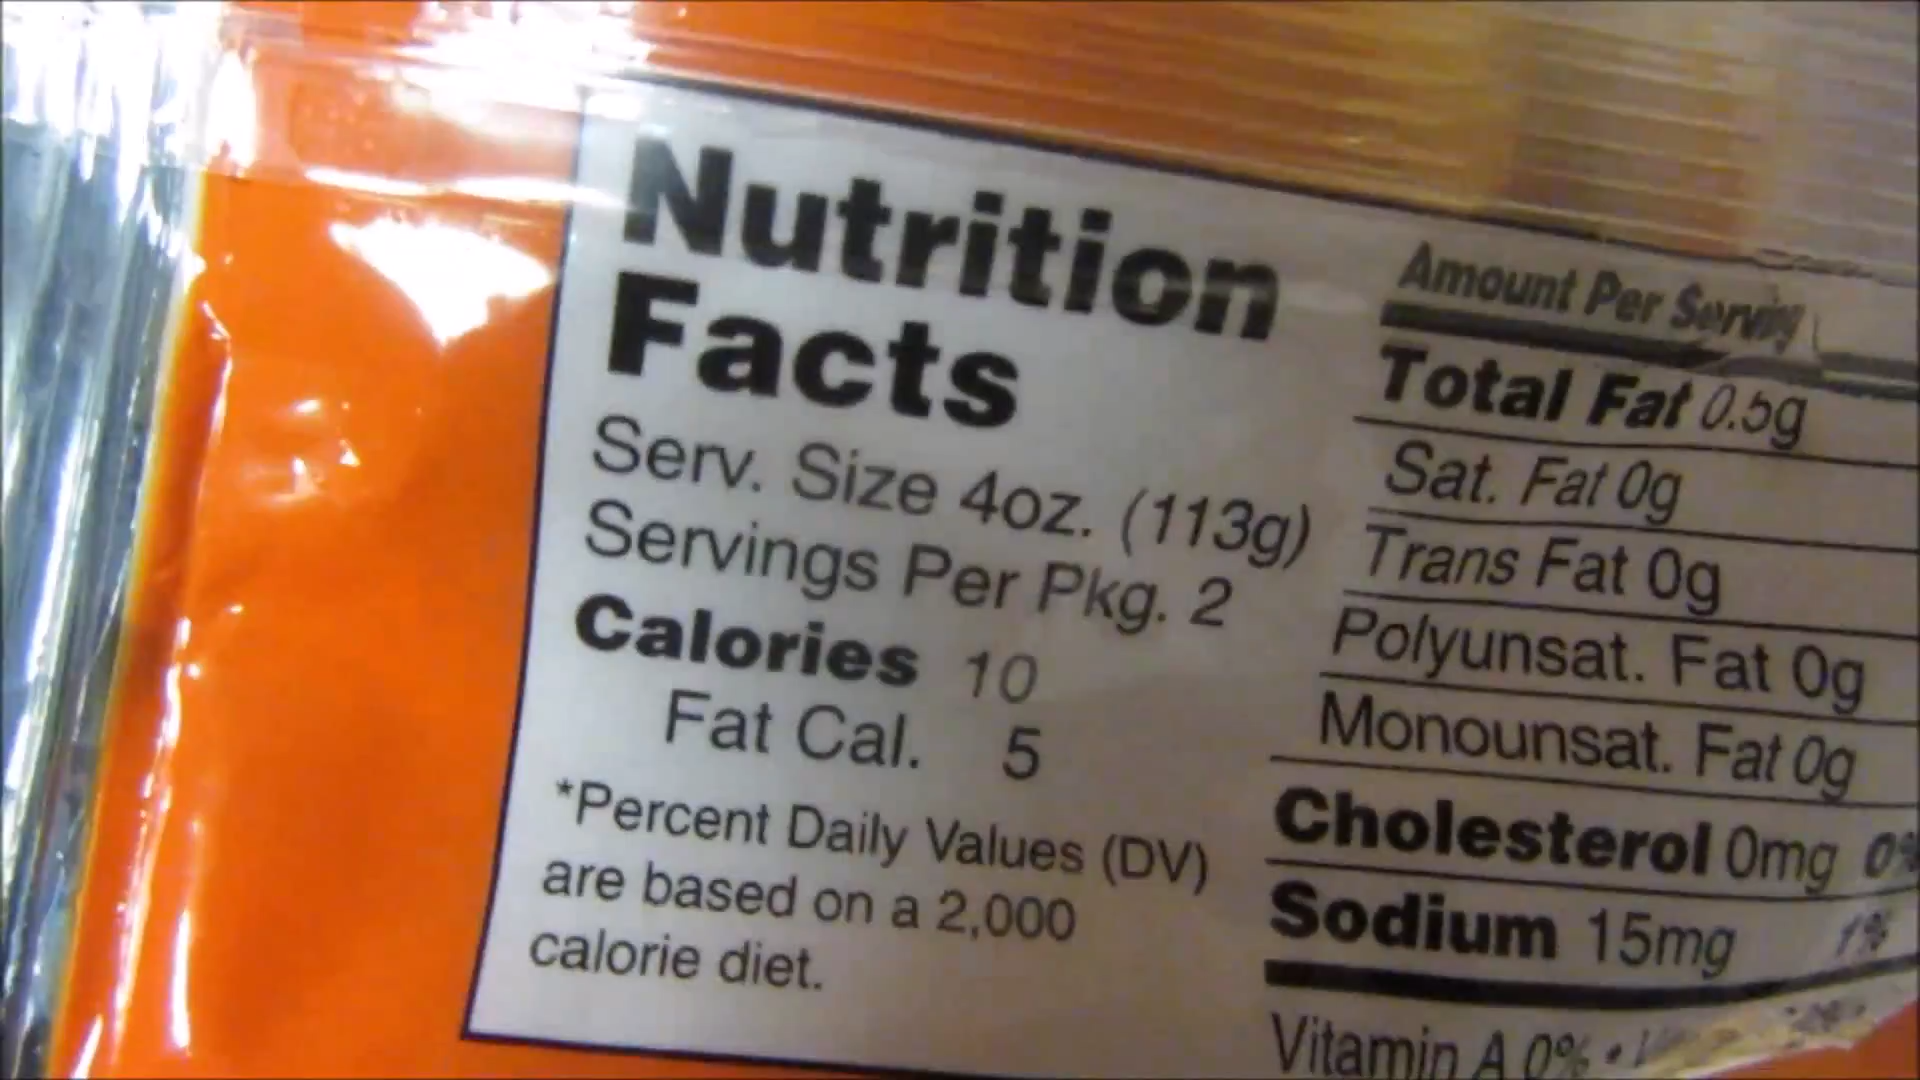 Nutrition
Facts
Serv. Size 4oz. (113g)
Servings Per Pkg. 2
Calories 10
Fat Cal. 5
*Percent Daily Values (DV)
are based on a 2,000
calorie diet.
Amount Per Serving
Total Fat 0.5g
Sat. Fat 0g
Trans Fat 0g
Polyunsat. Fat 0g
Monounsat. Fat 0g
Cholesterol 0mg 0%
Sodium 15mg 1%
Vitamin A 0% •